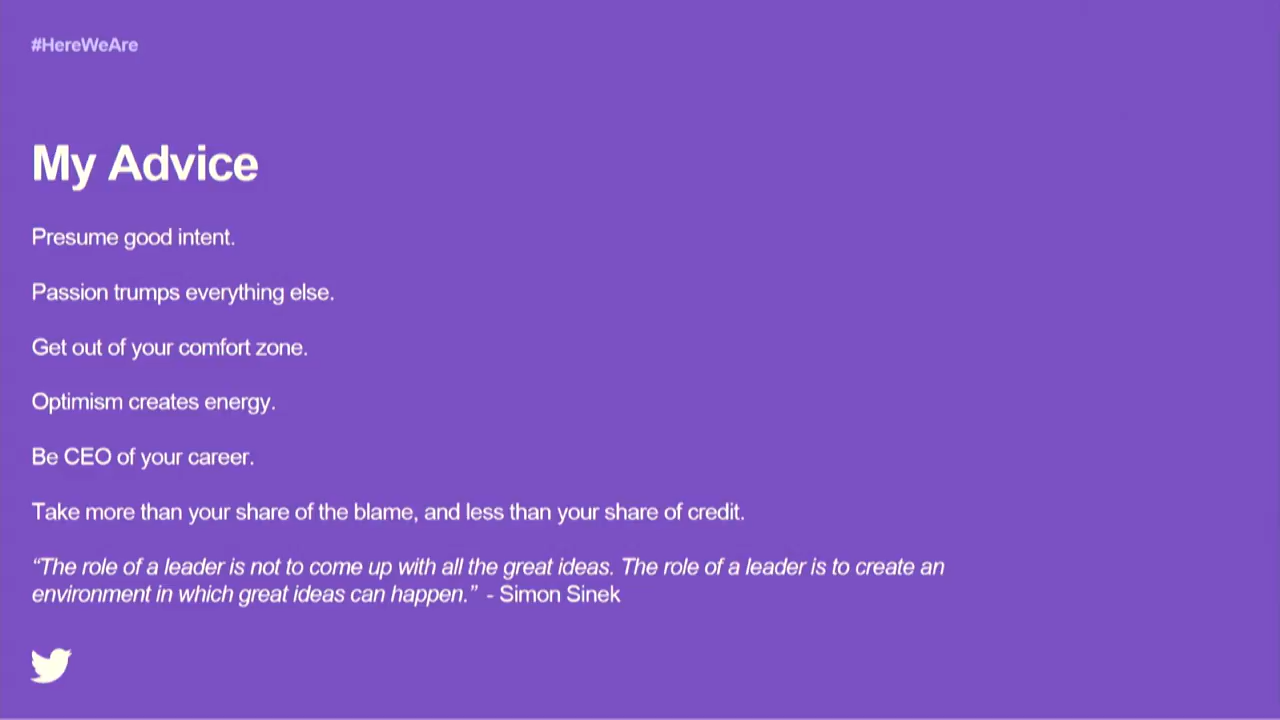 #HereWeAre
My Advice
Presume good intent.
Passion trumps everything else.
Get out of your comfort zone.
Optimism creates energy.
Be CEO of your career.
Take more than your share of the blame, and less than your share of credit.
“The role of a leader is not to come up with all the great ideas. The role of a leader is to create an
environment in which great ideas can happen.” - Simon Sinek